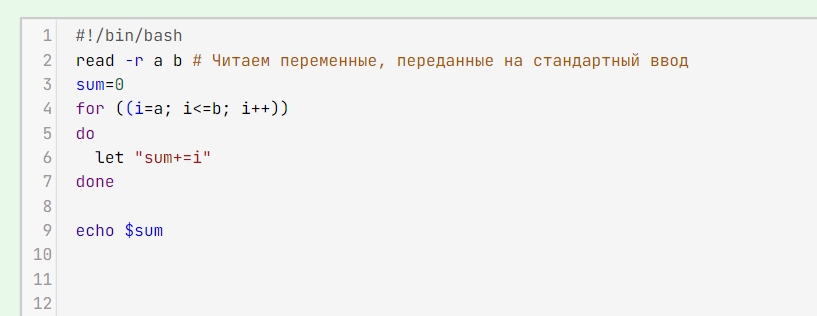 1 #!/bin/bash
2 read -r a b # Читаем переменные, переданные на стандартный ввод
3 sum=0
4 for ((i=a; i<=b; i++))
5 do
6   let "sum+=i"
7 done
8
9 echo $sum
10
11
12